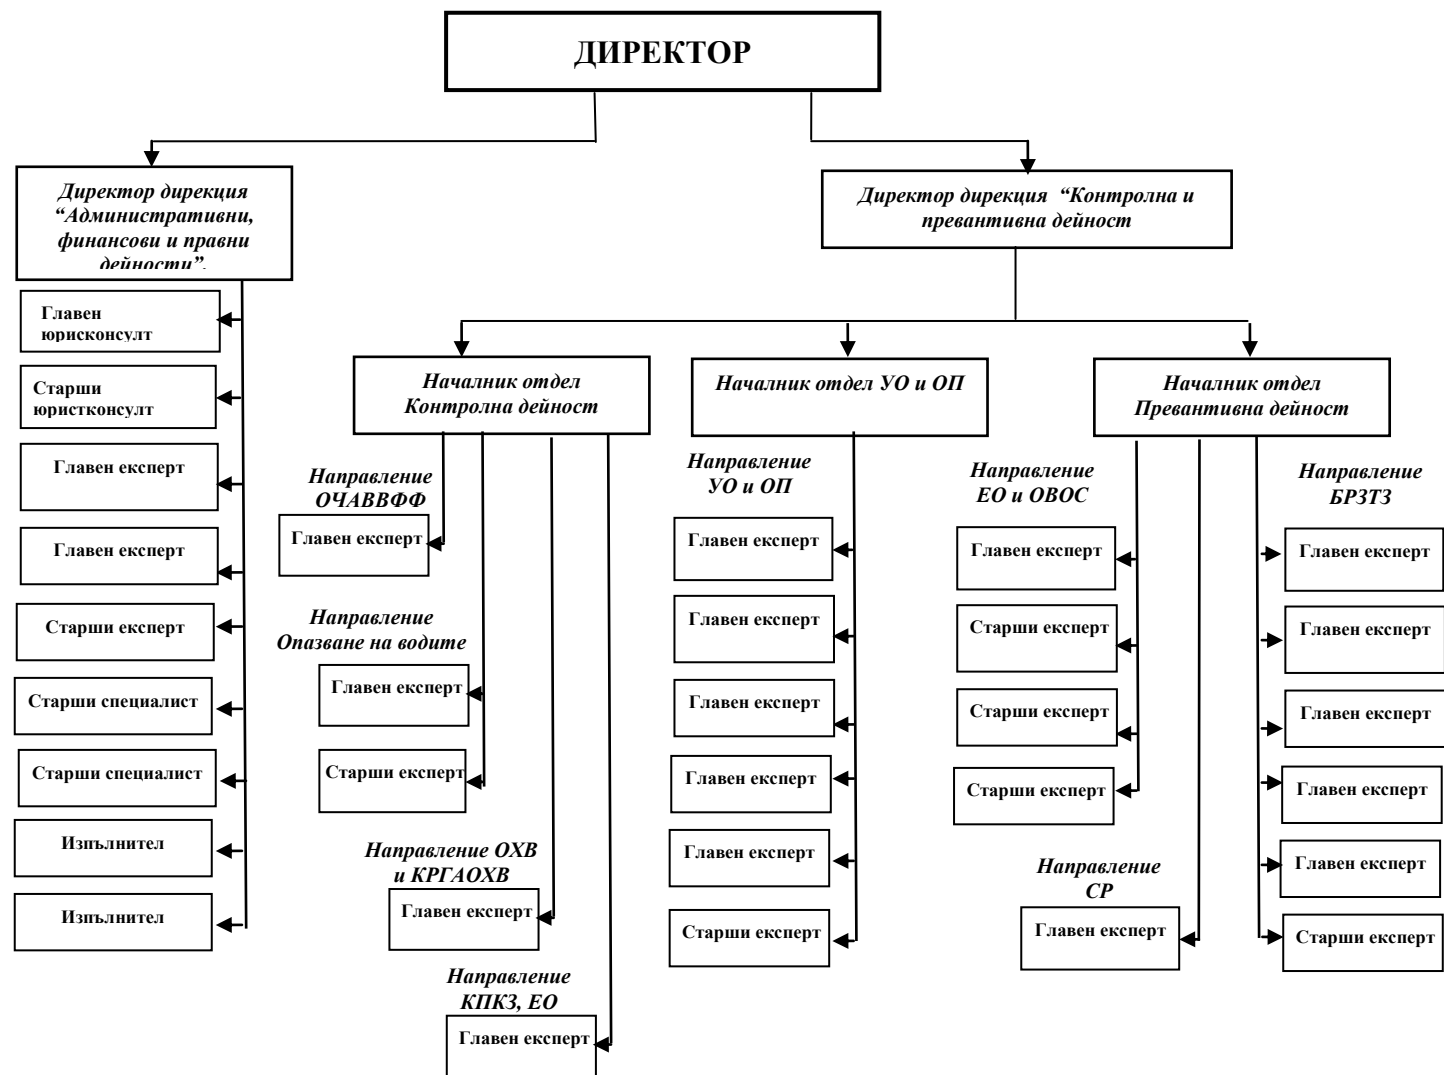 ДИРЕКТОР
Директор дирекция
“Административни,
финансови и правни
дейности”.
Директор дирекция “Контролна и
превантивна дейност
Главен
юрисконсулт
Старши
юристконсулт
Главен експерт
Главен експерт
Старши експерт
Старши специалист
Старши специалист
Изпълнител
Изпълнител
Началник отдел
Контролна дейност
Направление
ОЧАВВФФ
Главен експерт
Направление
Опазване на водите
Главен експерт
Старши експерт
Направление ОХВ
и КРГАОХВ
Главен експерт
Направление
КПКЗ, ЕО
Главен експерт
Началник отдел УО и ОП
Направление
УО и ОП
Главен експерт
Главен експерт
Главен експерт
Главен експерт
Главен експерт
Старши експерт
Началник отдел
Превантивна дейност
Направление
ЕО и ОВОС
Главен експерт
Старши експерт
Старши експерт
Старши експерт
Направление
СР
Главен експерт
Направление
БРЗТЗ
Главен експерт
Главен експерт
Главен експерт
Главен експерт
Главен експерт
Старши експерт